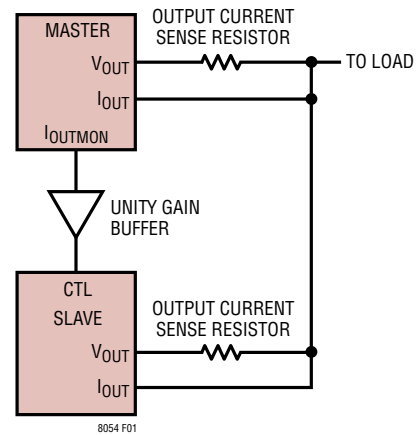 MASTER
OUTPUT CURRENT
SENSE RESISTOR
VOUT
TO LOAD
IOUT
IOUTMON
UNITY GAIN
BUFFER
CTL
SLAVE
OUTPUT CURRENT
SENSE RESISTOR
VOUT
IOUT
8054 F01